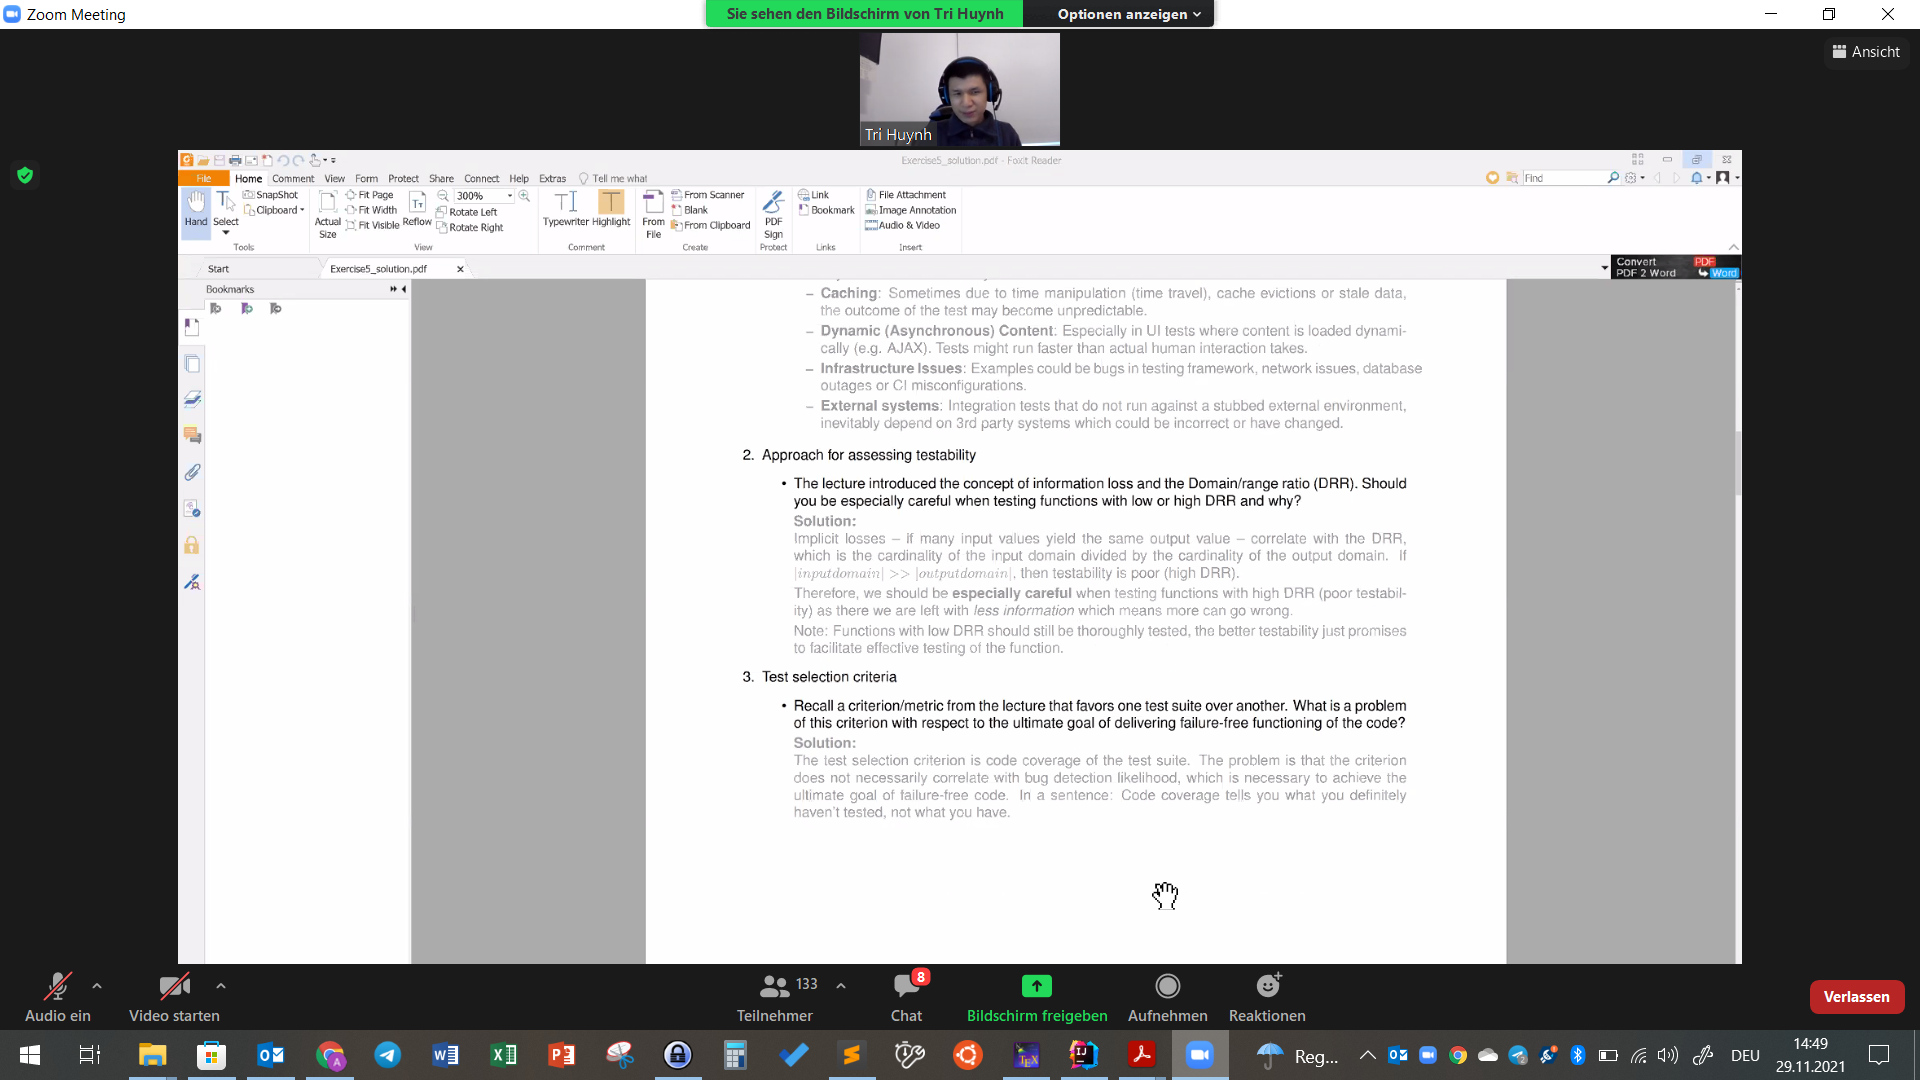 Zoom Meeting
Sie sehen den Bildschirm von Tri Huynh
Optionen anzeigen
Ansicht
Tri Huynh
Exercise5_solution.pdf - Foxit Reader
File Home Comment View Form Protect Share Connect Help Extras Tell me what
Find
Hand
Select
SnapShot
Clipboard
Tools
Actual
Size
Fit Page
Fit Width
Fit Visible
Reflow
300%
Rotate Left
Rotate Right
View
Typewriter Highlight
Comment
From
File
From Scanner
Blank
From Clipboard
Create
PDF
Sign
Protect
Link
Bookmark
Links
File Attachment
Image Annotation
Audio & Video
Insert
Start
Exercise5_solution.pdf
Convert PDF
PDF 2 Word Word
Bookmarks
– Caching: Sometimes due to time manipulation (time travel), cache evictions or stale data,
the outcome of the test may become unpredictable.
– Dynamic (Asynchronous) Content: Especially in UI tests where content is loaded dynami-
cally (e.g. AJAX). Tests might run faster than actual human interaction takes.
– Infrastructure Issues: Examples could be bugs in testing framework, network issues, database
outages or CI misconfigurations.
– External systems: Integration tests that do not run against a stubbed external environment,
inevitably depend on 3rd party systems which could be incorrect or have changed.
2. Approach for assessing testability
• The lecture introduced the concept of information loss and the Domain/range ratio (DRR). Should
you be especially careful when testing functions with low or high DRR and why?
Solution:
Implicit losses – if many input values yield the same output value – correlate with the DRR,
which is the cardinality of the input domain divided by the cardinality of the output domain. If
|inputdomain| >> |outputdomain|, then testability is poor (high DRR).
Therefore, we should be especially careful when testing functions with high DRR (poor testabil-
ity) as there we are left with less information which means more can go wrong.
Note: Functions with low DRR should still be thoroughly tested, the better testability just promises
to facilitate effective testing of the function.
3. Test selection criteria
• Recall a criterion/metric from the lecture that favors one test suite over another. What is a problem
of this criterion with respect to the ultimate goal of delivering failure-free functioning of the code?
Solution:
The test selection criterion is code coverage of the test suite. The problem is that the criterion
does not necessarily correlate with bug detection likelihood, which is necessary to achieve the
ultimate goal of failure-free code. In a sentence: Code coverage tells you what you definitely
haven't tested, not what you have.
Audio ein
Video starten
133
Teilnehmer
8
Chat
Bildschirm freigeben
Aufnehmen
Reaktionen
Verlassen
Reg...
DEU
14:49
29.11.2021